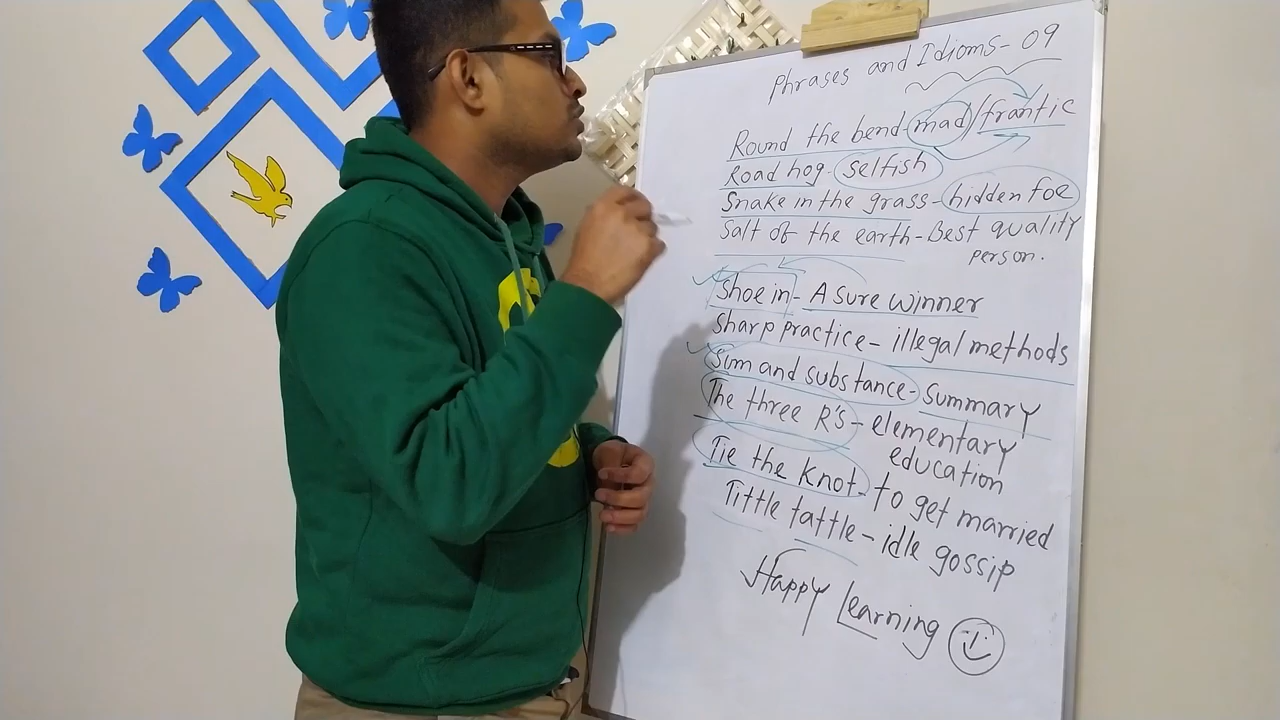 Phrases and Idioms- 09
Round the bend mad/frantic
Road hog- selfish
Snake in the grass- hidden foe
Salt of the earth- Best quality
person.
Shoe in- A sure winner
Sharp practice- illegal methods
Sum and substance- summary
The three R's- elementary
education
Tie the knot- to get married
Tittle tattle- idle gossip
Happy Learning